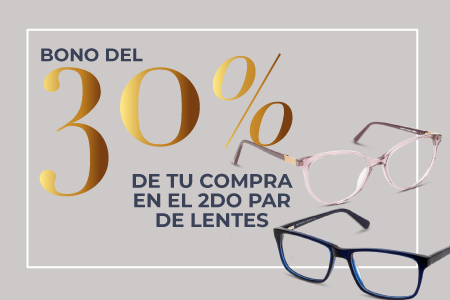 BONO DEL
30%
DE TU COMPRA
EN EL 2DO PAR
DE LENTES